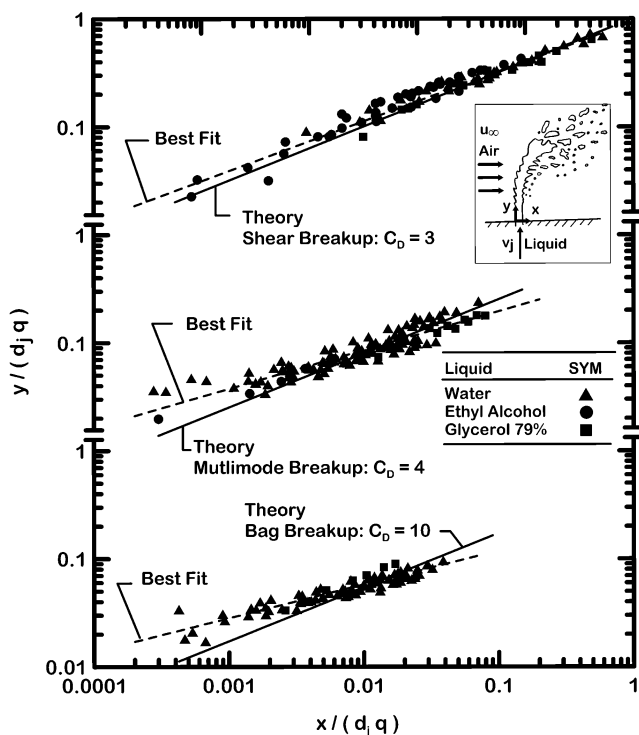 1
0.1
Best Fit
Theory
Shear Breakup: C_D = 3
u∞
Air
y
x
v_j Liquid
1
y / ( d_j q )
0.1
Best Fit
Theory
Mutlimode Breakup: C_D = 4
Liquid SYM
Water ▲
Ethyl Alcohol ●
Glycerol 79% ■
1
0.1
0.01
Theory
Bag Breakup: C_D = 10
Best Fit
0.0001 0.001 0.01 0.1 1
x / ( d_j q )